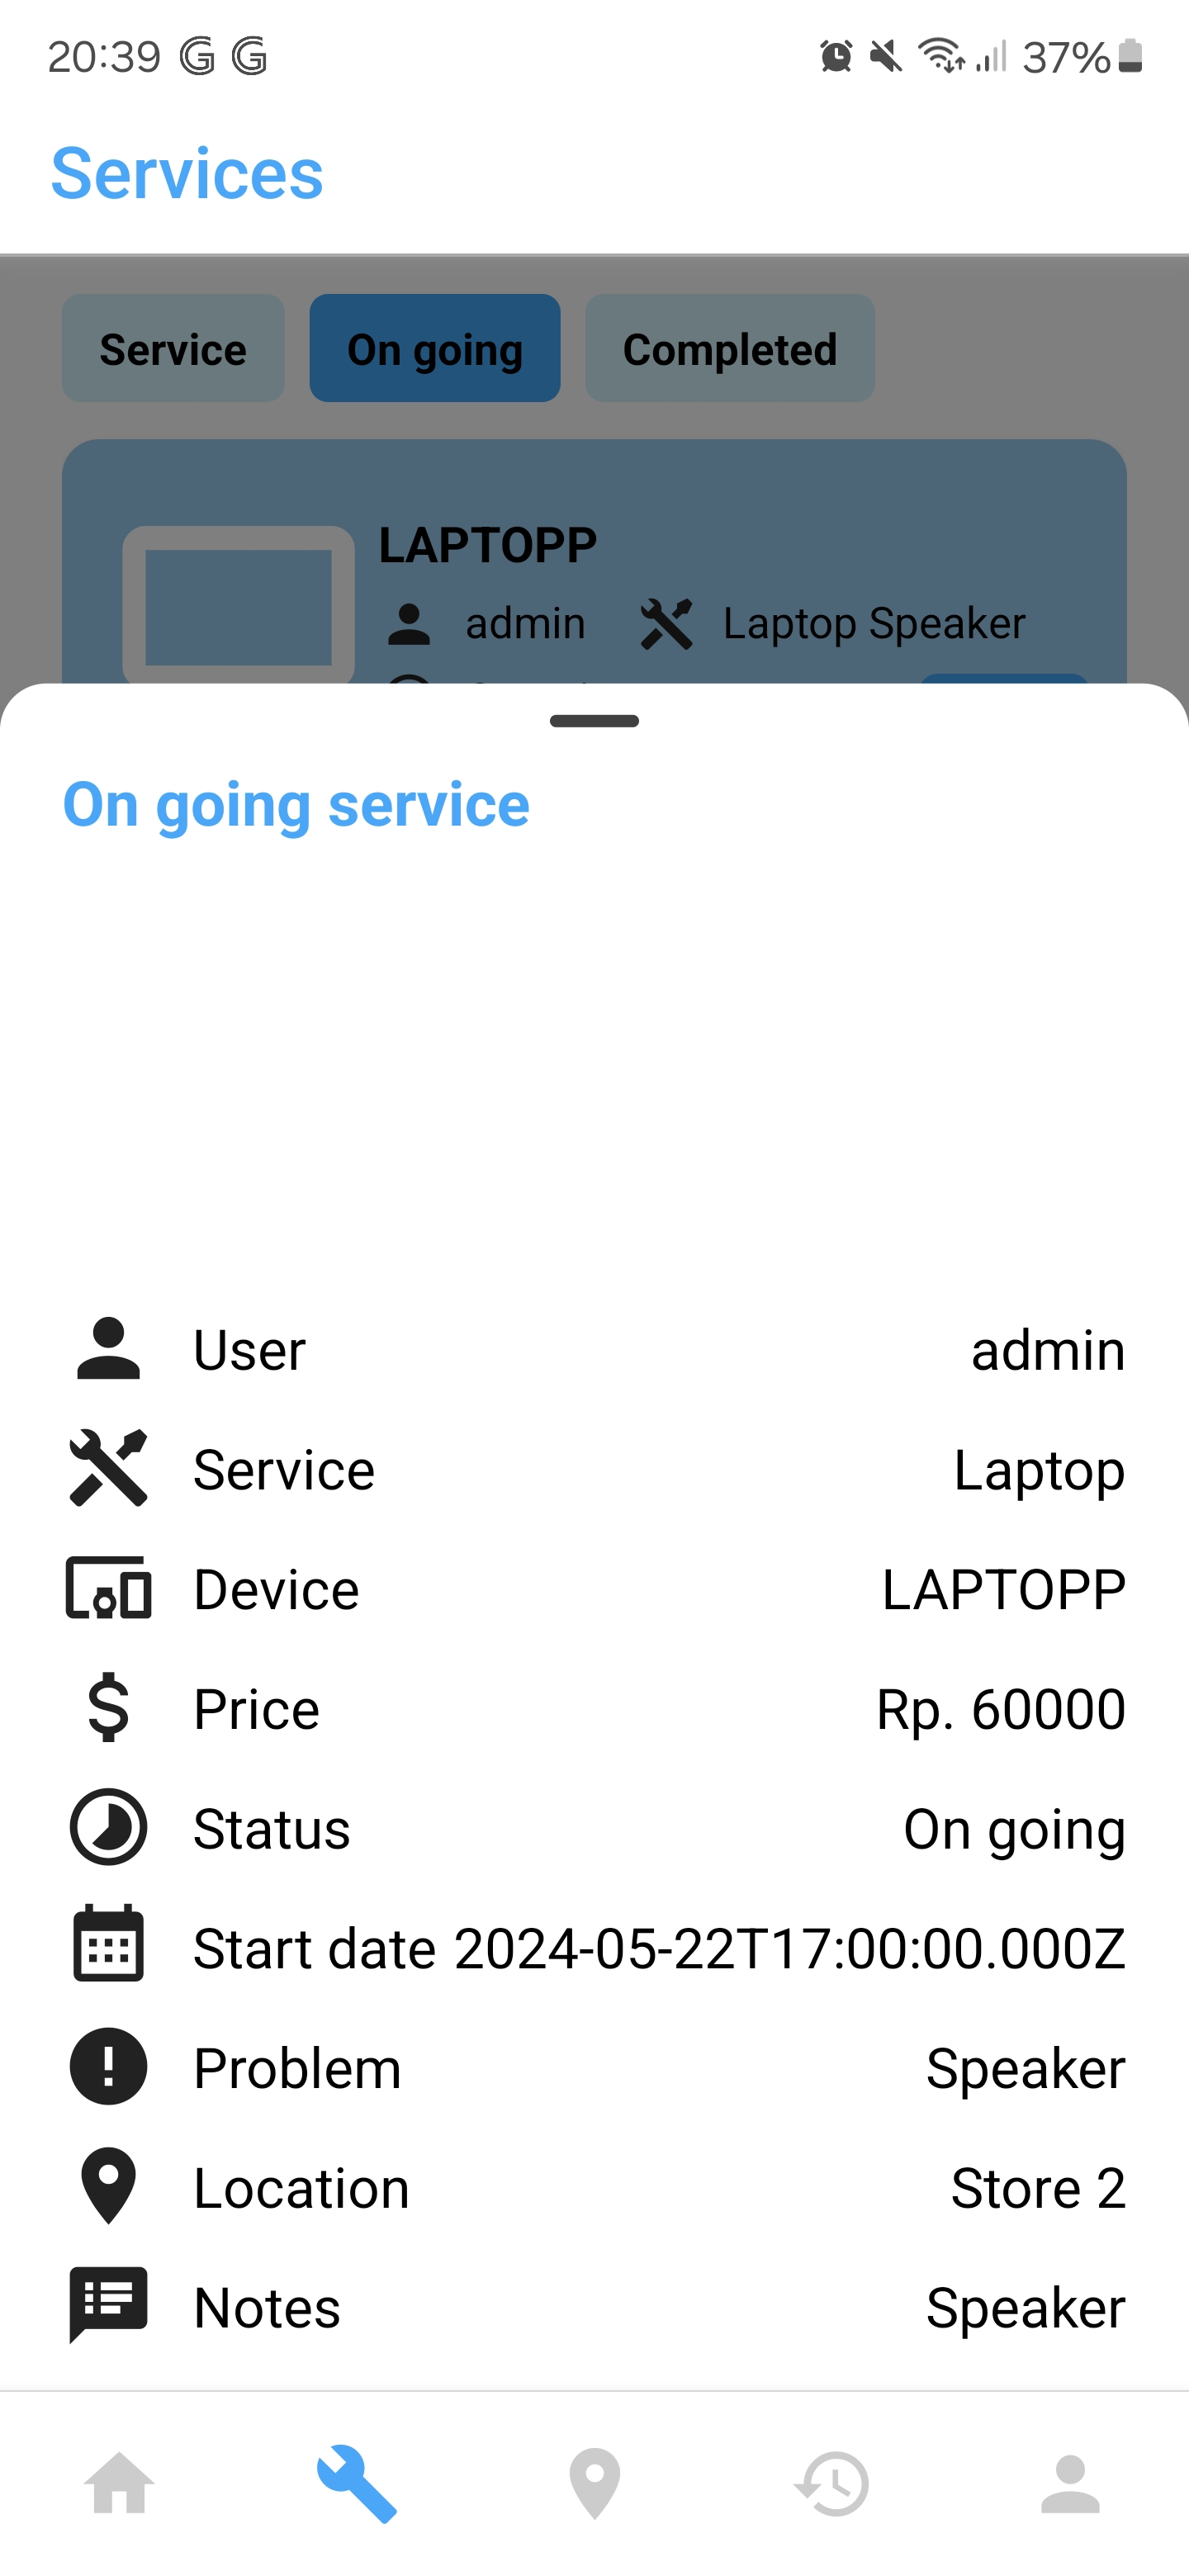 20:39 G G 37%
Services
Service On going Completed
LAPTOPP
admin Laptop Speaker
On going service
User admin
Service Laptop
Device LAPTOPP
Price Rp. 60000
Status On going
Start date 2024-05-22T17:00:00.000Z
Problem Speaker
Location Store 2
Notes Speaker